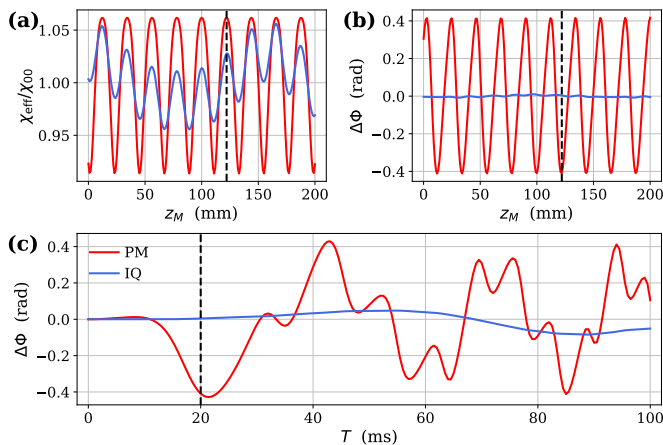 (a)
1.05
1.00
0.95
χeff/χ00
0 50 100 150 200
zM (mm)
(b)
0.4
0.2
0.0
−0.2
−0.4
ΔΦ (rad)
0 50 100 150 200
zM (mm)
(c)
PM
IQ
0.4
0.2
0.0
−0.2
−0.4
ΔΦ (rad)
0 20 40 60 80 100
T (ms)